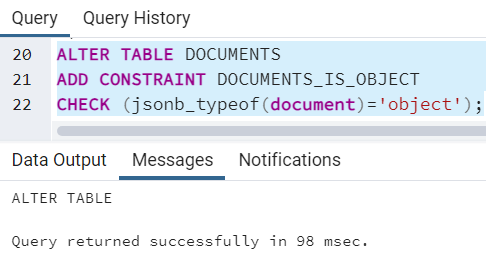 Query Query History
20 ALTER TABLE DOCUMENTS
21 ADD CONSTRAINT DOCUMENTS_IS_OBJECT
22 CHECK (jsonb_typeof(document)='object');
Data Output Messages Notifications
ALTER TABLE
Query returned successfully in 98 msec.